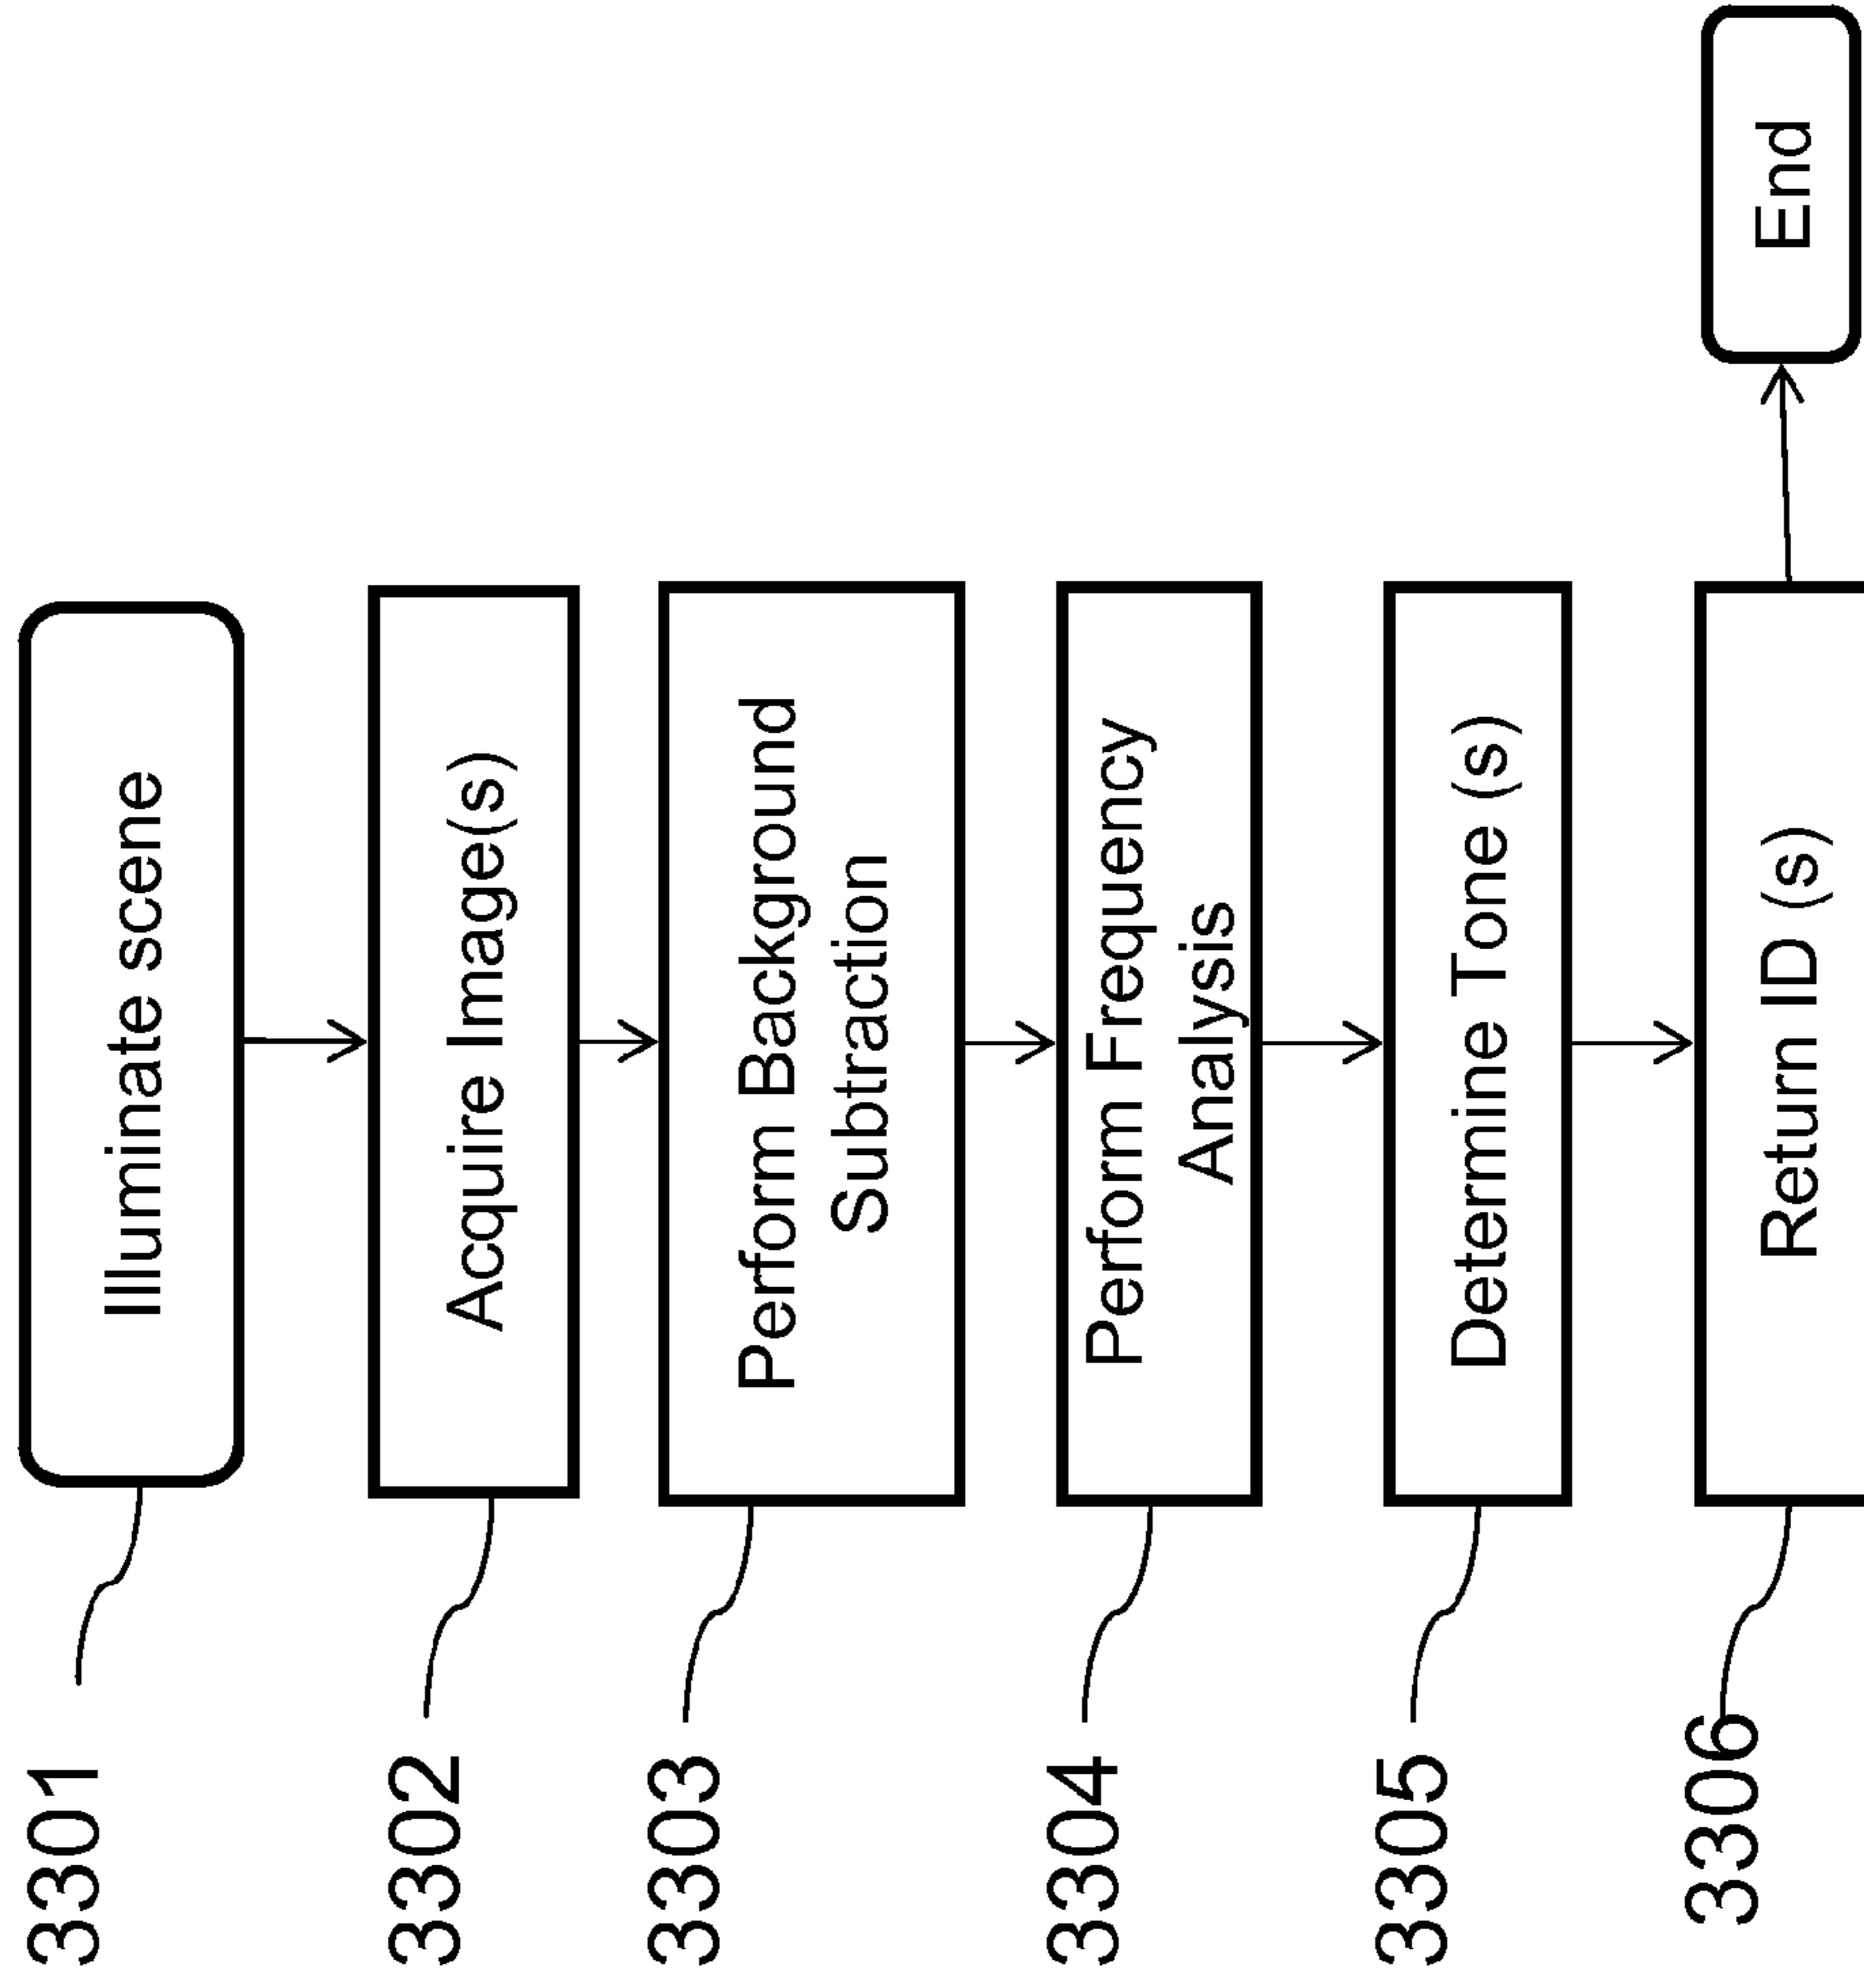 3301
Illuminate scene
3302
Acquire Image(s)
3303
Perform Background
Subtraction
3304
Perform Frequency
Analysis
3305
Determine Tone (s)
3306
Return ID (s)
End